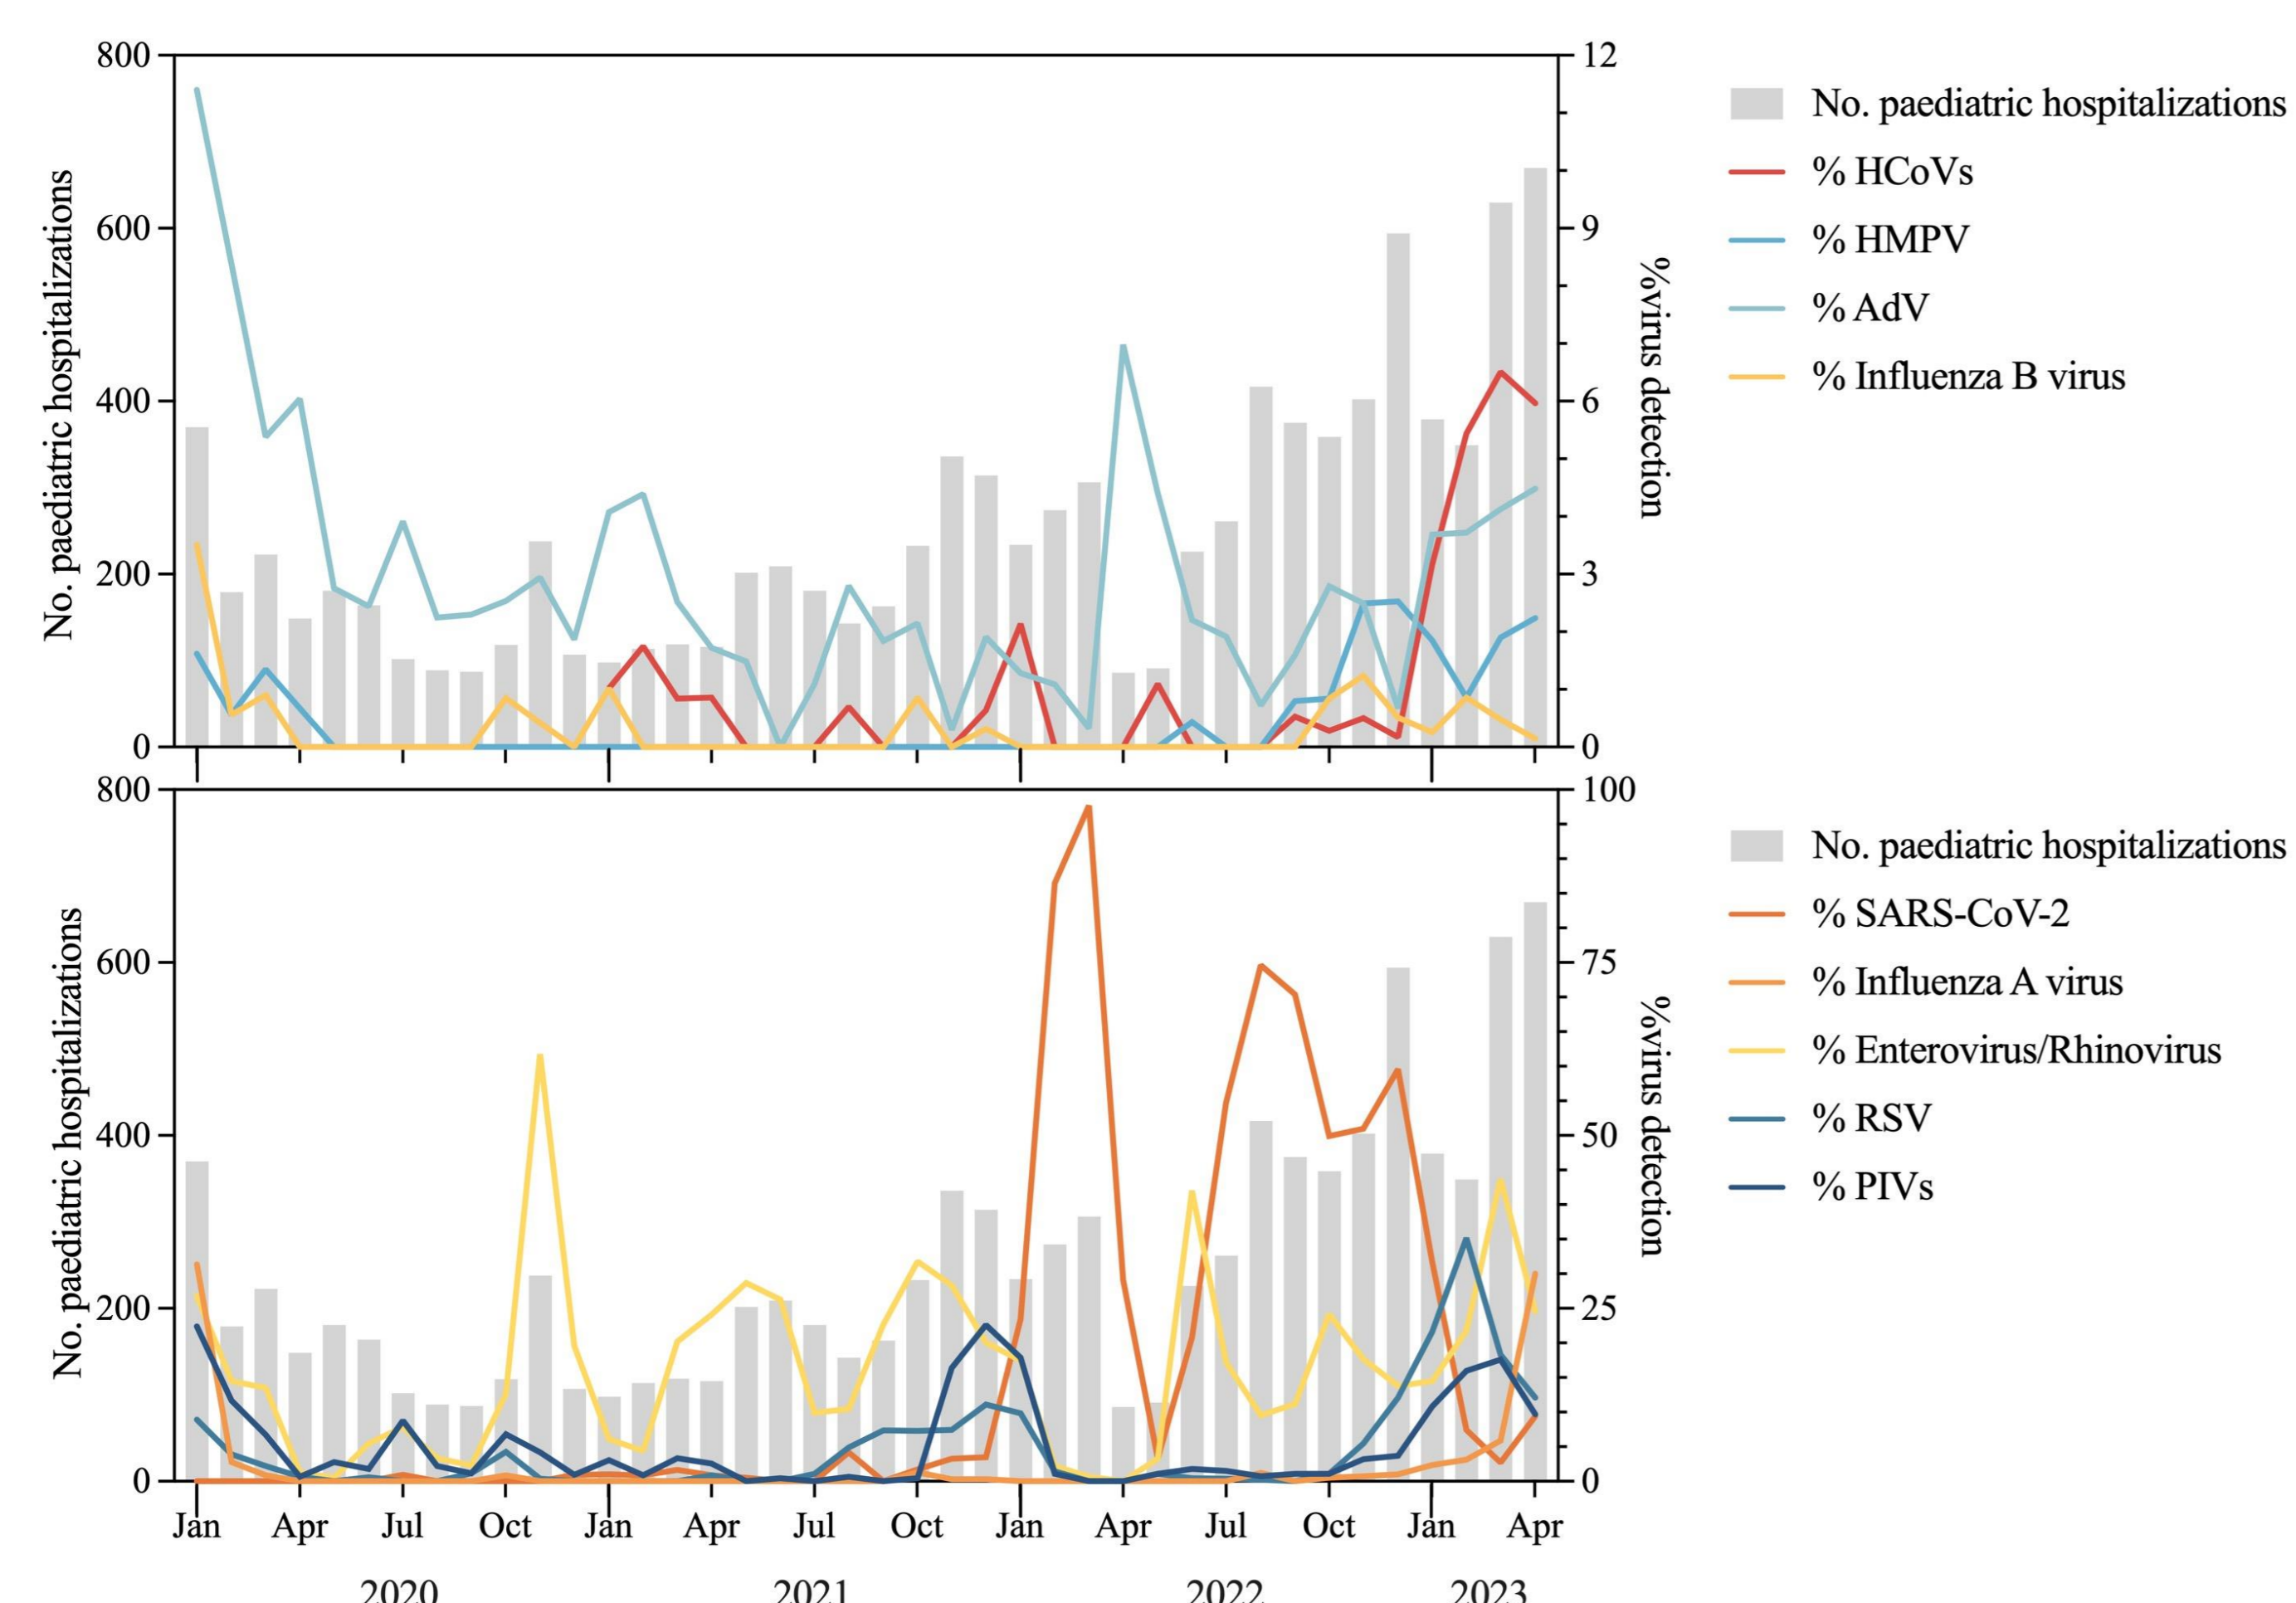 No. paediatric hospitalizations
800
600
400
200
0
12
9
6
3
0
%virus detection
No. paediatric hospitalizations
% HCoVs
% HMPV
% AdV
% Influenza B virus
No. paediatric hospitalizations
800
600
400
200
0
100
75
50
25
0
%virus detection
No. paediatric hospitalizations
% SARS-CoV-2
% Influenza A virus
% Enterovirus/Rhinovirus
% RSV
% PIVs
Jan Apr Jul Oct Jan Apr Jul Oct Jan Apr Jul Oct Jan Apr
2020 2021 2022 2023